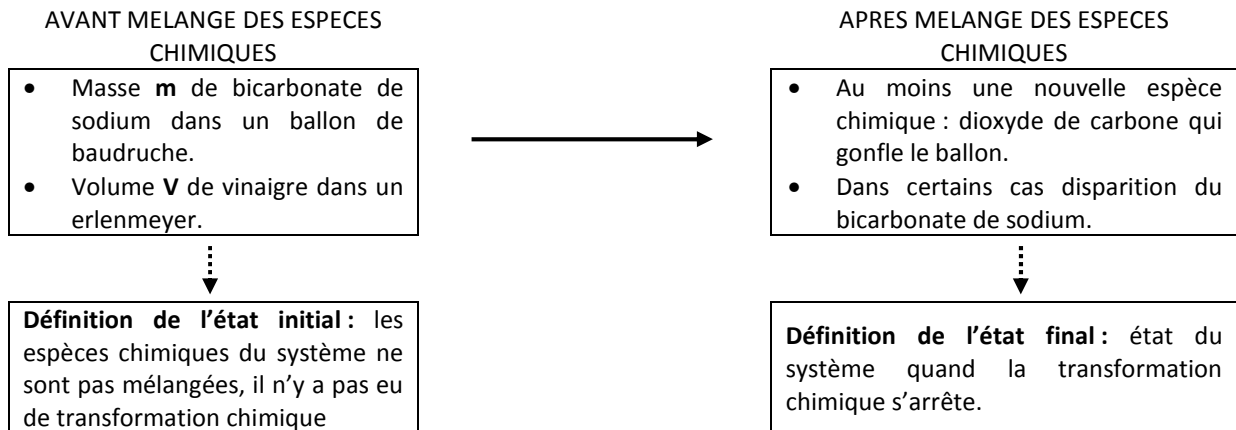 AVANT MELANGE DES ESPECES
CHIMIQUES
• Masse m de bicarbonate de
sodium dans un ballon de
baudruche.
• Volume V de vinaigre dans un
erlenmeyer.
Définition de l'état initial : les
espèces chimiques du système ne
sont pas mélangées, il n'y a pas eu
de transformation chimique
APRES MELANGE DES ESPECES
CHIMIQUES
• Au moins une nouvelle espèce
chimique : dioxyde de carbone qui
gonfle le ballon.
• Dans certains cas disparition du
bicarbonate de sodium.
Définition de l'état final : état du
système quand la transformation
chimique s'arrête.